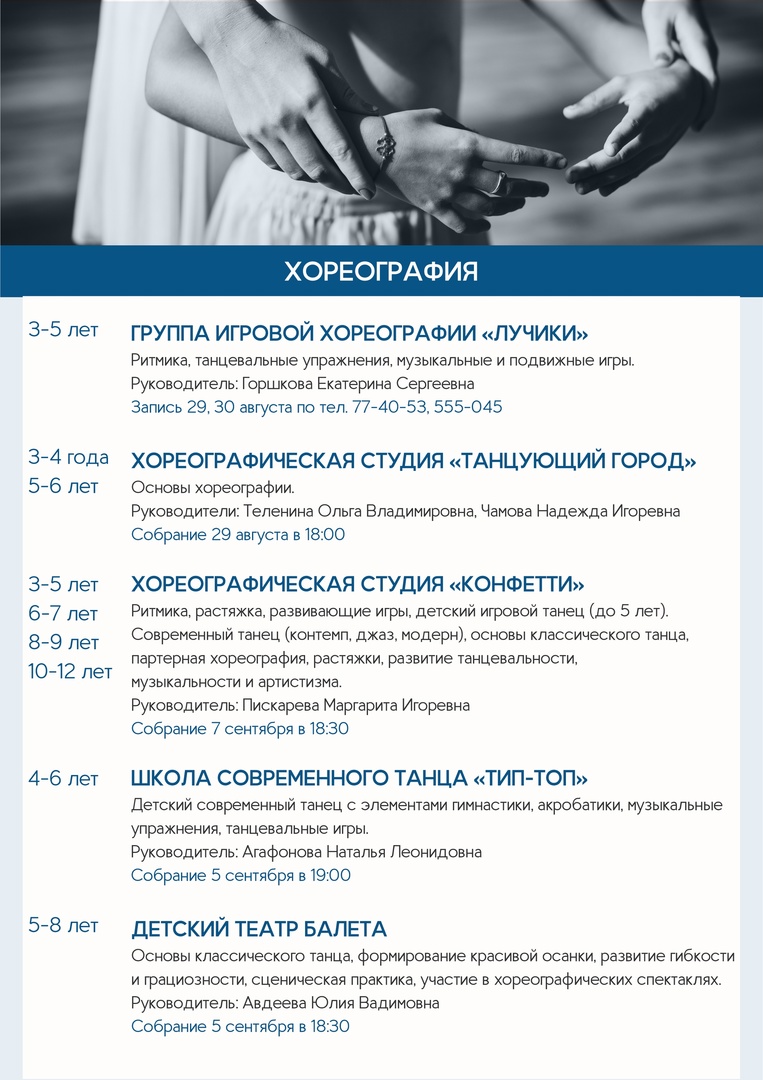 ХОРЕОГРАФИЯ
3-5 лет
ГРУППА ИГРОВОЙ ХОРЕОГРАФИИ «ЛУЧИКИ»
Ритмика, танцевальные упражнения, музыкальные и подвижные игры.
Руководитель: Горшкова Екатерина Сергеевна
Запись 29, 30 августа по тел. 77-40-53, 555-045
3-4 года
5-6 лет
ХОРЕОГРАФИЧЕСКАЯ СТУДИЯ «ТАНЦУЮЩИЙ ГОРОД»
Основы хореографии.
Руководители: Теленина Ольга Владимировна, Чамова Надежда Игоревна
Собрание 29 августа в 18:00
3-5 лет
6-7 лет
8-9 лет
10-12 лет
ХОРЕОГРАФИЧЕСКАЯ СТУДИЯ «КОНФЕТТИ»
Ритмика, растяжка, развивающие игры, детский игровой танец (до 5 лет).
Современный танец (контемп, джаз, модерн), основы классического танца,
партерная хореография, растяжки, развитие танцевальности,
музыкальности и артистизма.
Руководитель: Пискарева Маргарита Игоревна
Собрание 7 сентября в 18:30
4-6 лет
ШКОЛА СОВРЕМЕННОГО ТАНЦА «ТИП-ТОП»
Детский современный танец с элементами гимнастики, акробатики, музыкальные
упражнения, танцевальные игры.
Руководитель: Агафонова Наталья Леонидовна
Собрание 5 сентября в 19:00
5-8 лет
ДЕТСКИЙ ТЕАТР БАЛЕТА
Основы классического танца, формирование красивой осанки, развитие гибкости
и грациозности, сценическая практика, участие в хореографических спектаклях.
Руководитель: Авдеева Юлия Вадимовна
Собрание 5 сентября в 18:30